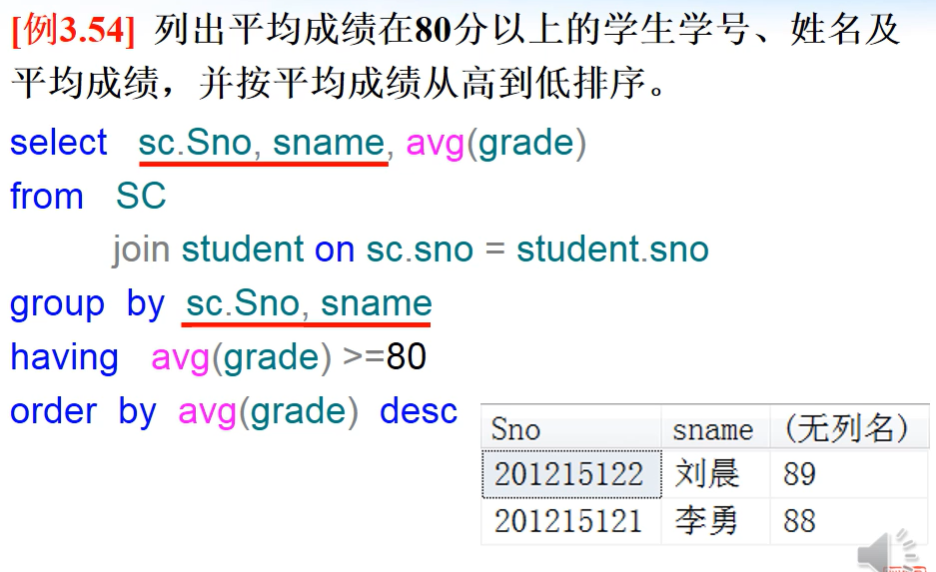 [例3.54] 列出平均成绩在80分以上的学生学号、姓名及
平均成绩，并按平均成绩从高到低排序。
select sc.Sno, sname, avg(grade)
from SC
join student on sc.sno = student.sno
group by sc.Sno, sname
having avg(grade) >=80
order by avg(grade) desc
Sno sname (无列名)
201215122 刘晨 89
201215121 李勇 88